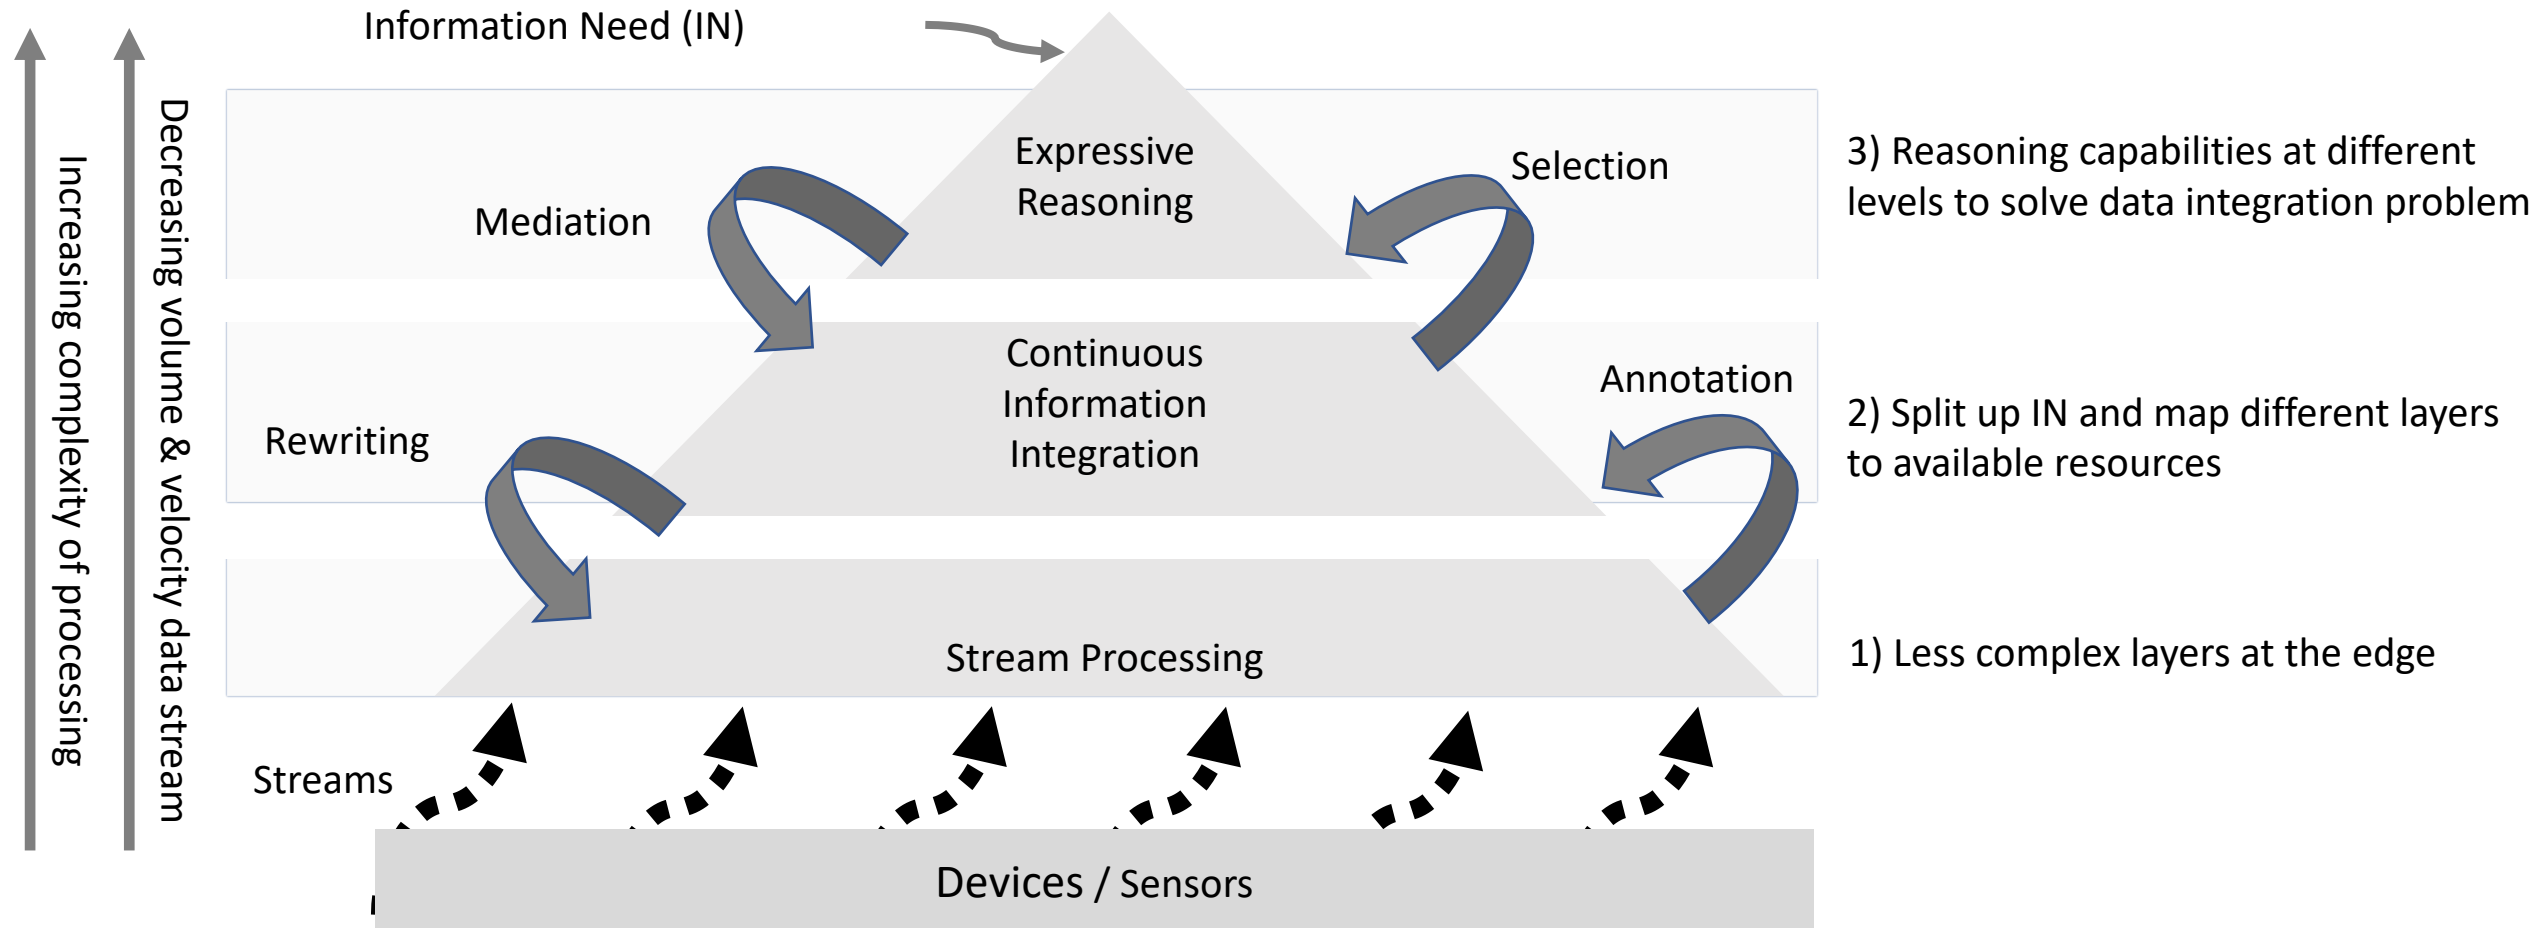 Information Need (IN)
Increasing complexity of processing
Decreasing volume & velocity data stream
Expressive
Reasoning
Mediation
Selection
3) Reasoning capabilities at different
levels to solve data integration problem
Continuous
Information
Integration
Rewriting
Annotation
2) Split up IN and map different layers
to available resources
Stream Processing
1) Less complex layers at the edge
Streams
Devices / Sensors